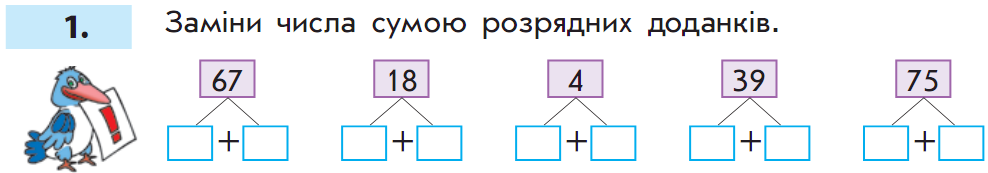 1. Заміни числа сумою розрядних доданків.
67 18 4 39 75
+ + + + +